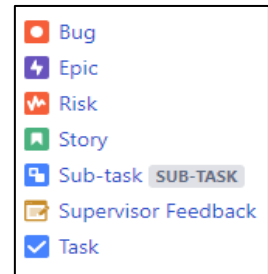 Bug
Epic
Risk
Story
Sub-task SUB-TASK
Supervisor Feedback
Task